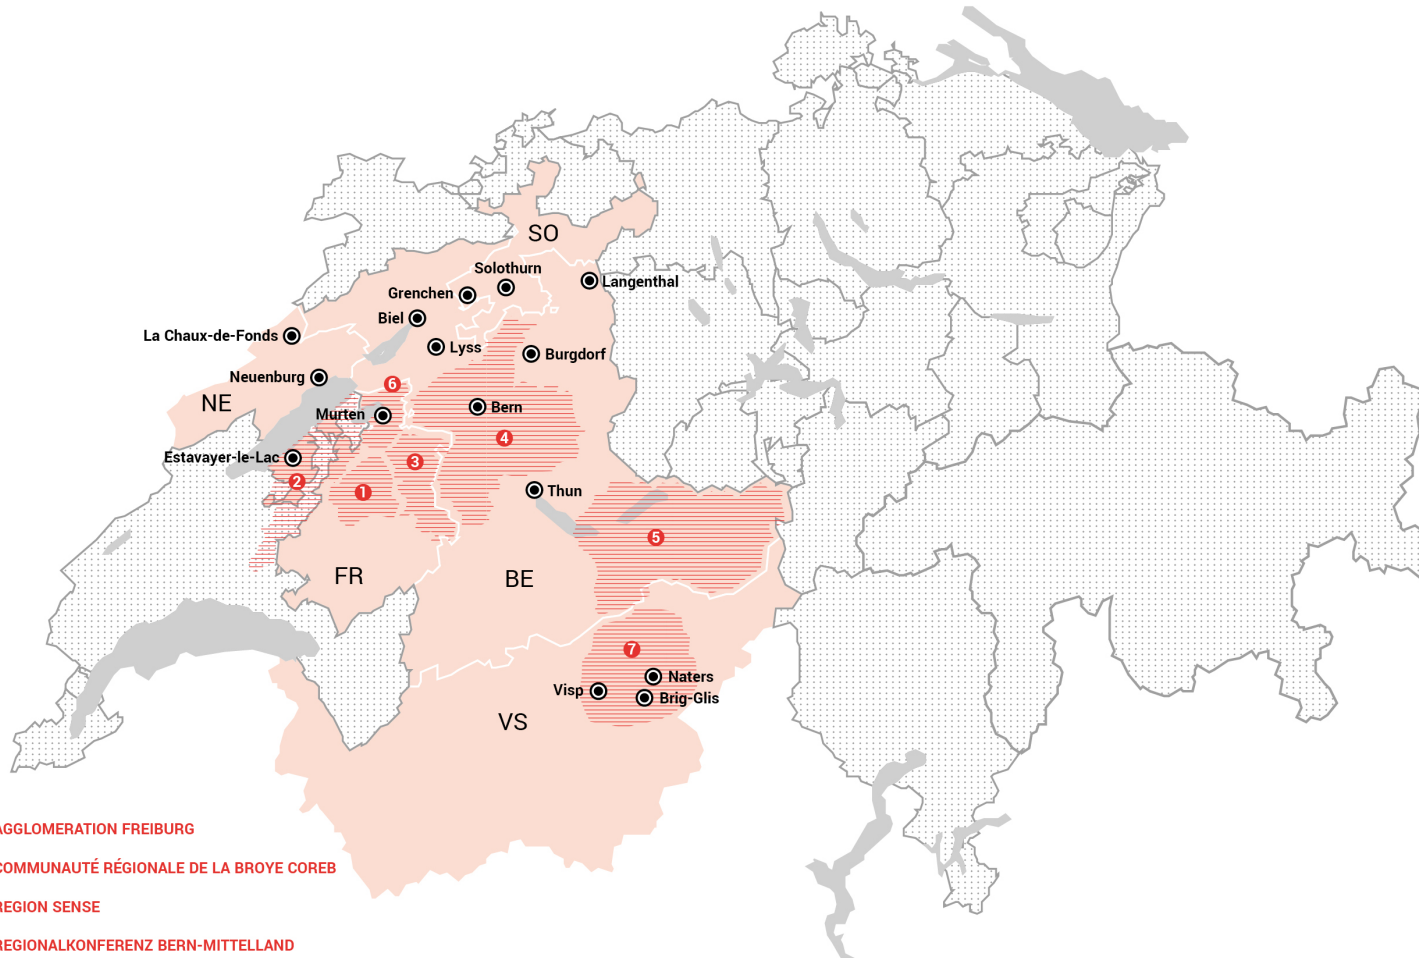 SO
Solothurn
Langenthal
Grenchen
Biel
La Chaux-de-Fonds
Lyss
Burgdorf
Neuenburg
6
NE
Murten
Bern
4
Estavayer-le-Lac
3
2
1
Thun
5
FR
BE
7
Naters
Visp
Brig-Glis
VS
AGGLOMERATION FREIBURG
COMMUNAUTÉ RÉGIONALE DE LA BROYE COREB
REGION SENSE
REGIONALKONFERENZ BERN-MITTELLAND